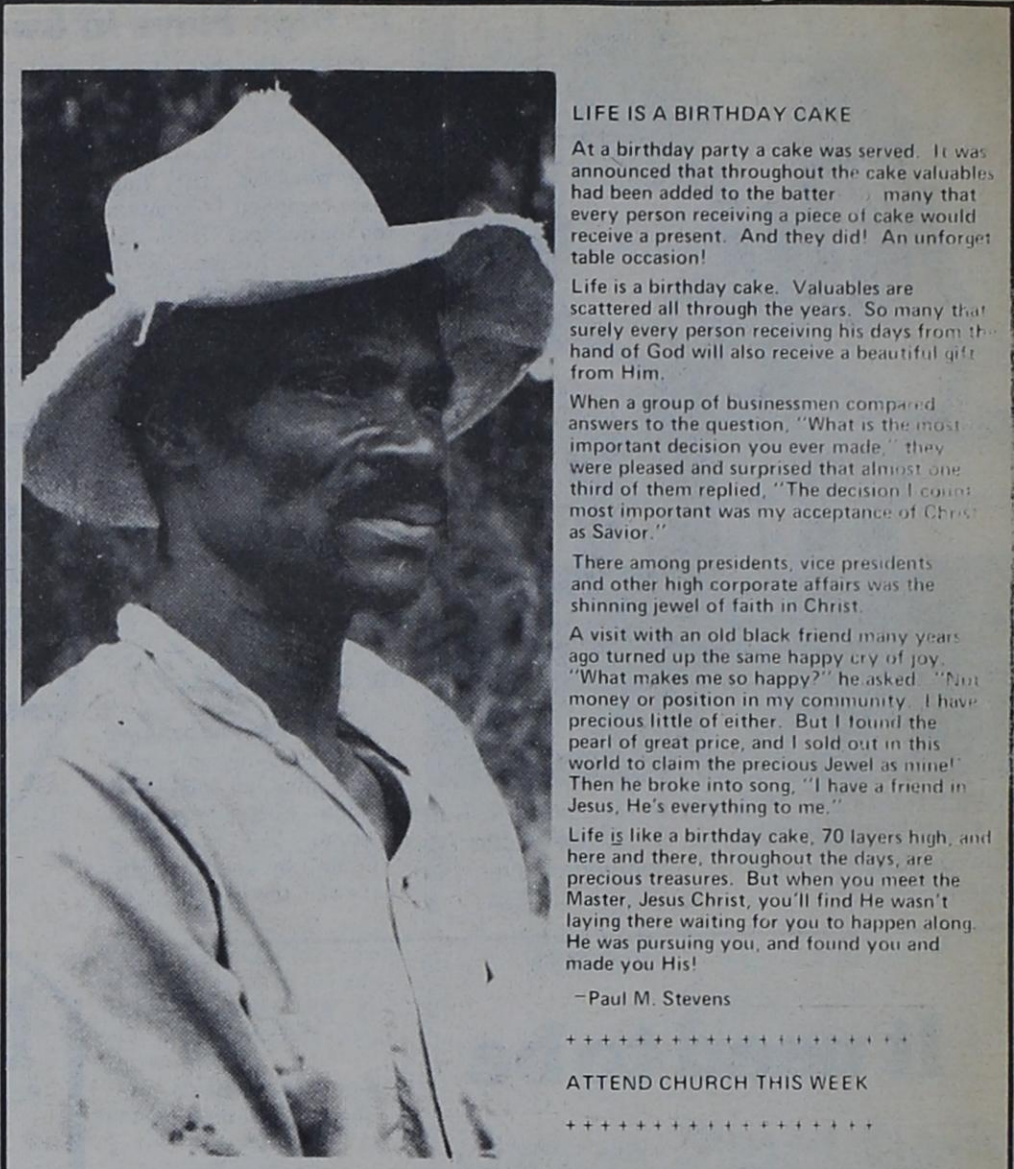 LIFE IS A BIRTHDAY CAKE
At a birthday party a cake was served. It was
announced that throughout the cake valuables
had been added to the batter many that
every person receiving a piece of cake would
receive a present. And they did! An unforget
table occasion!
Life is a birthday cake. Valuables are
scattered all through the years. So many that
surely every person receiving his days from the
hand of God will also receive a beautiful gift
from Him.
When a group of businessmen compared
answers to the question, "What is the most
important decision you ever made," they
were pleased and surprised that almost one
third of them replied, "The decision I count
most important was my acceptance of Christ
as Savior."
There among presidents, vice presidents
and other high corporate affairs was the
shinning jewel of faith in Christ.
A visit with an old black friend many years
ago turned up the same happy cry of joy.
"What makes me so happy?" he asked. "Not
money or position in my community. I have
precious little of either. But I found the
pearl of great price, and I sold out in this
world to claim the precious Jewel as mine!"
Then he broke into song, "I have a friend in
Jesus, He's everything to me."
Life is like a birthday cake, 70 layers high, and
here and there, throughout the days, are
precious treasures. But when you meet the
Master, Jesus Christ, you'll find He wasn't
laying there waiting for you to happen along.
He was pursuing you, and found you and
made you His!
—Paul M. Stevens
+ + + + + + + + + + + + + + + + + + + +
ATTEND CHURCH THIS WEEK
+ + + + + + + + + + + + + + + + + +